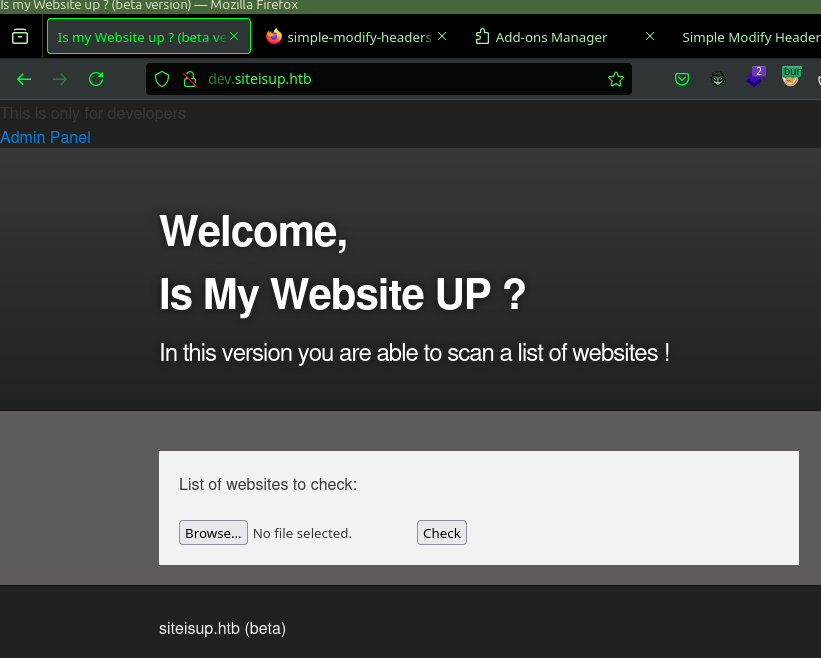 Is my Website up ? (beta version) — Mozilla Firefox
Is my Website up ? (beta ve
simple-modify-headers
Add-ons Manager
Simple Modify Header
dev.siteisup.htb
2
bur
This is only for developers
Admin Panel
Welcome,
Is My Website UP ?
In this version you are able to scan a list of websites !
List of websites to check:
Browse... No file selected. Check
siteisup.htb (beta)